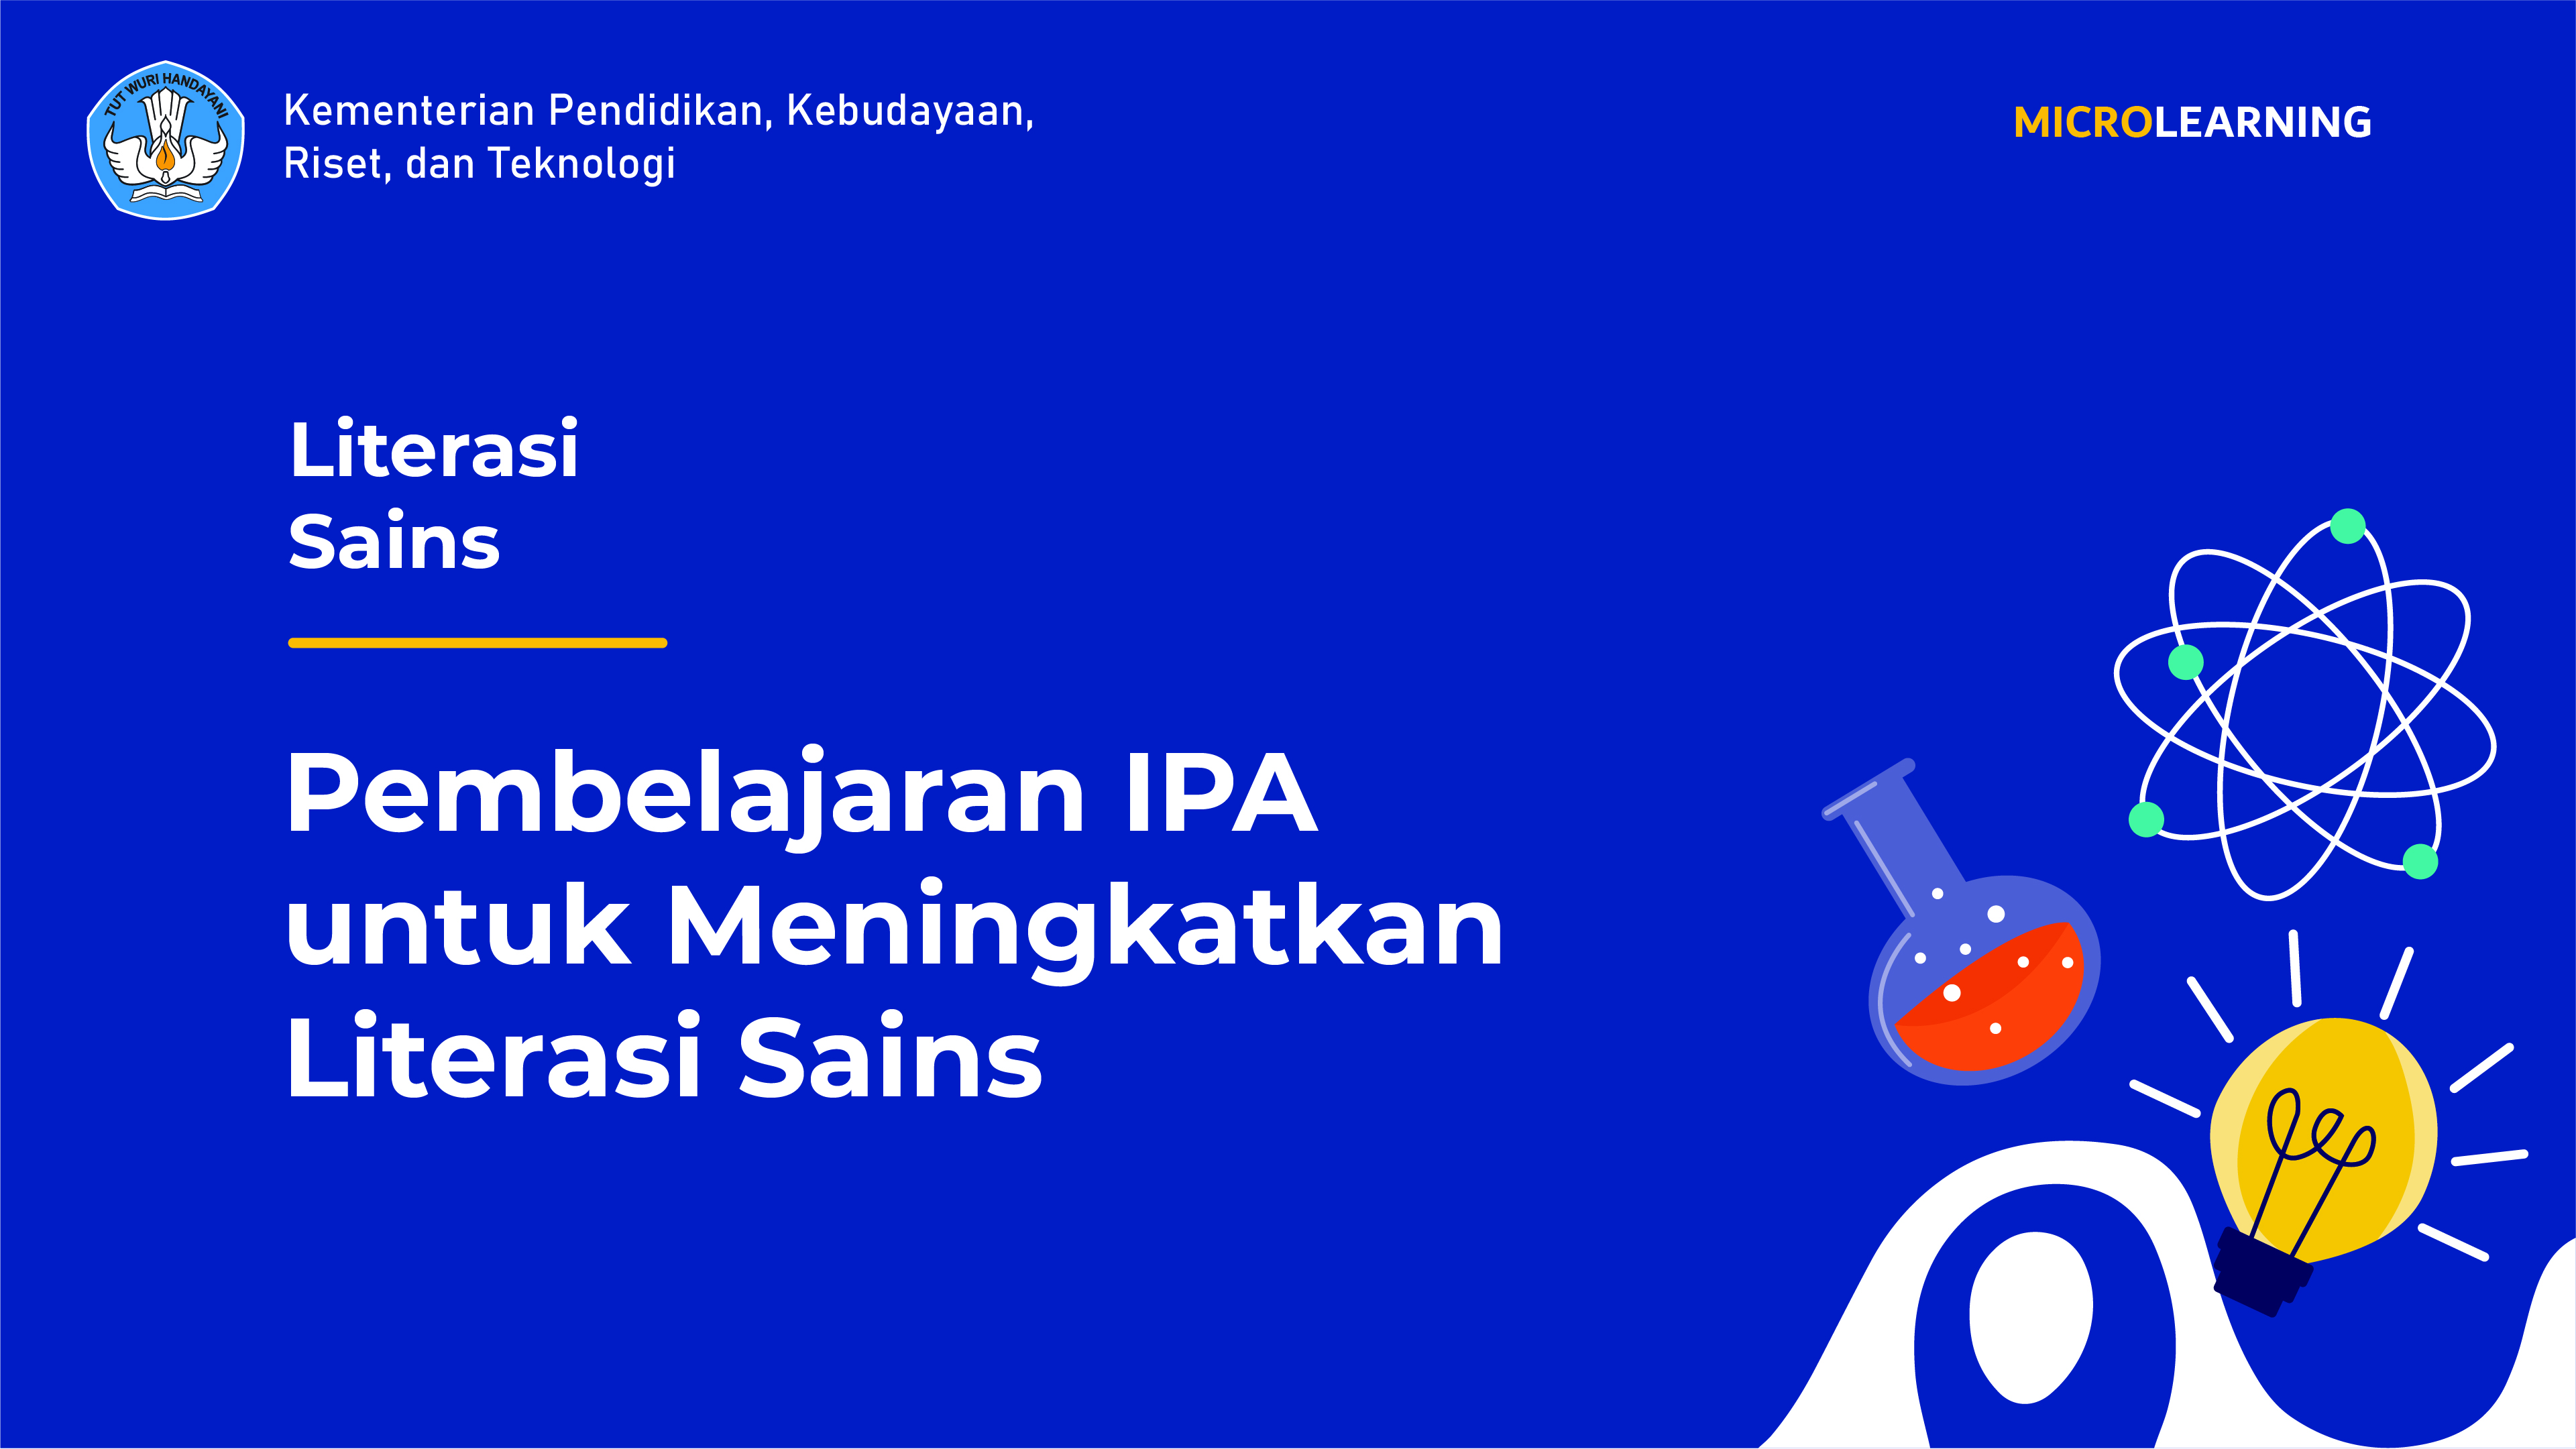 TUT WURI HANDAYANI
Kementerian Pendidikan, Kebudayaan,
Riset, dan Teknologi
MICROLEARNING
Literasi
Sains
Pembelajaran IPA
untuk Meningkatkan
Literasi Sains